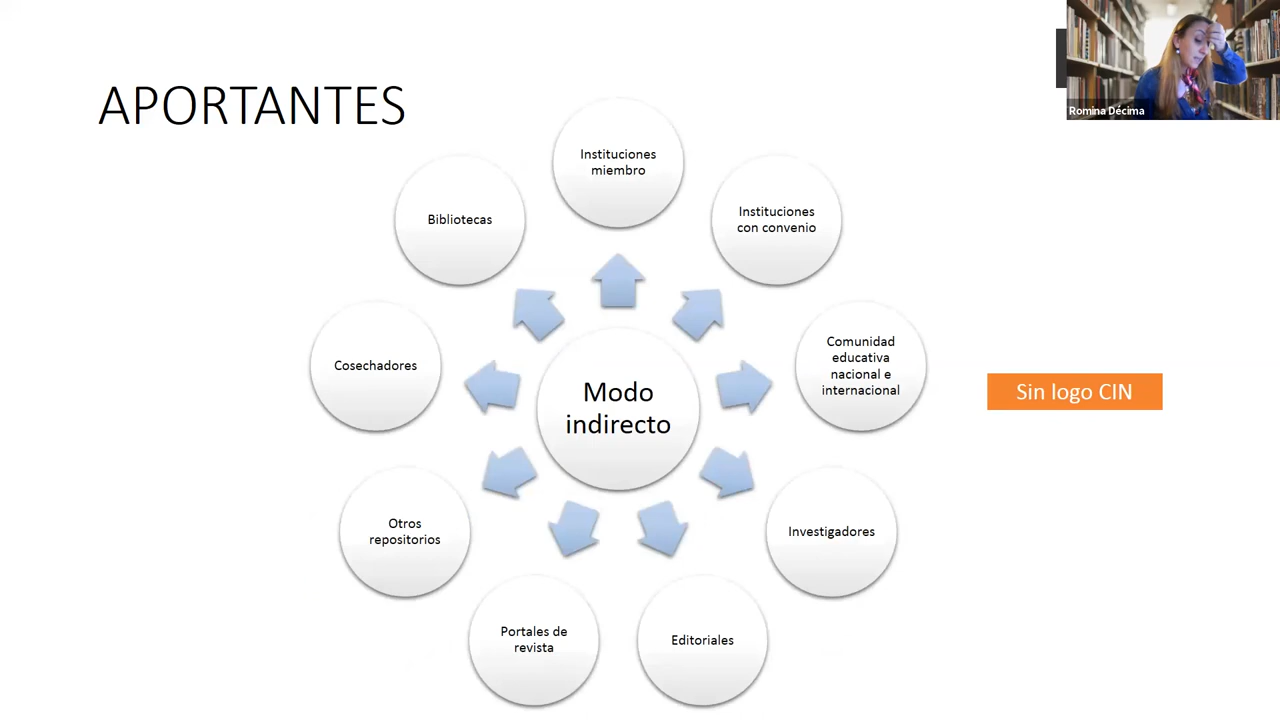 APORTANTES
Romina Décima
Instituciones
miembro
Instituciones
con convenio
Comunidad
educativa
nacional e
internacional
Investigadores
Editoriales
Portales de
revista
Otros
repositorios
Cosechadores
Bibliotecas
Modo
indirecto
Sin logo CIN